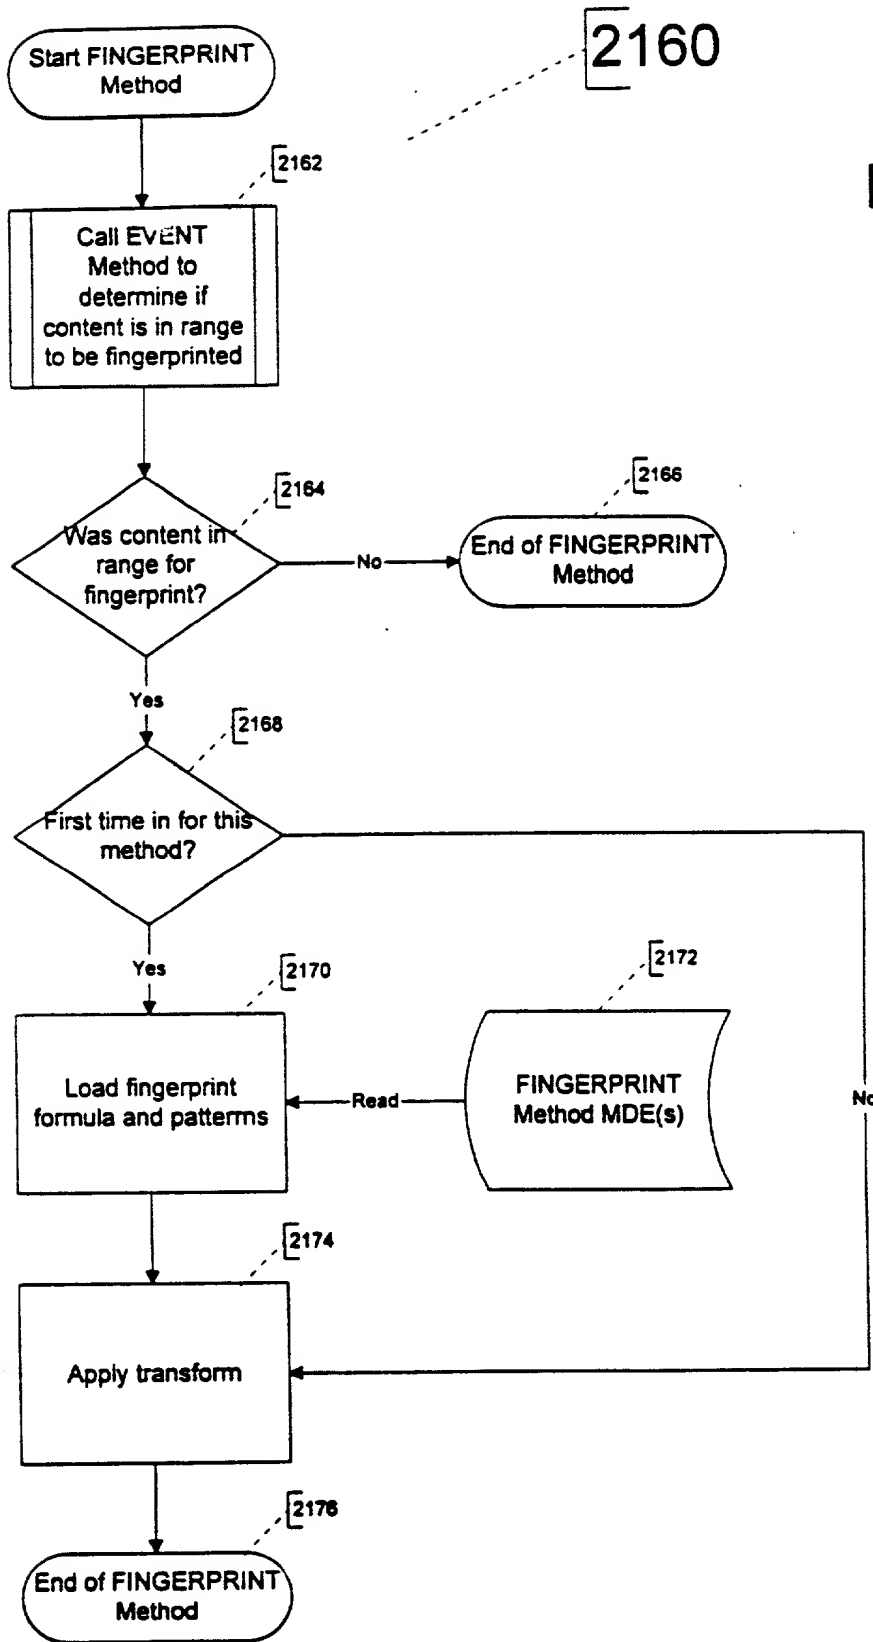 2160
Start FINGERPRINT
Method
2162
Call EVENT
Method to
determine if
content is in range
to be fingerprinted
2164
Was content in
range for
fingerprint?
No
2166
End of FINGERPRINT
Method
Yes
2168
First time in for this
method?
Yes
2170
Load fingerprint
formula and patterms
2172
FINGERPRINT
Method MDE(s)
Read
No
2174
Apply transform
2176
End of FINGERPRINT
Method